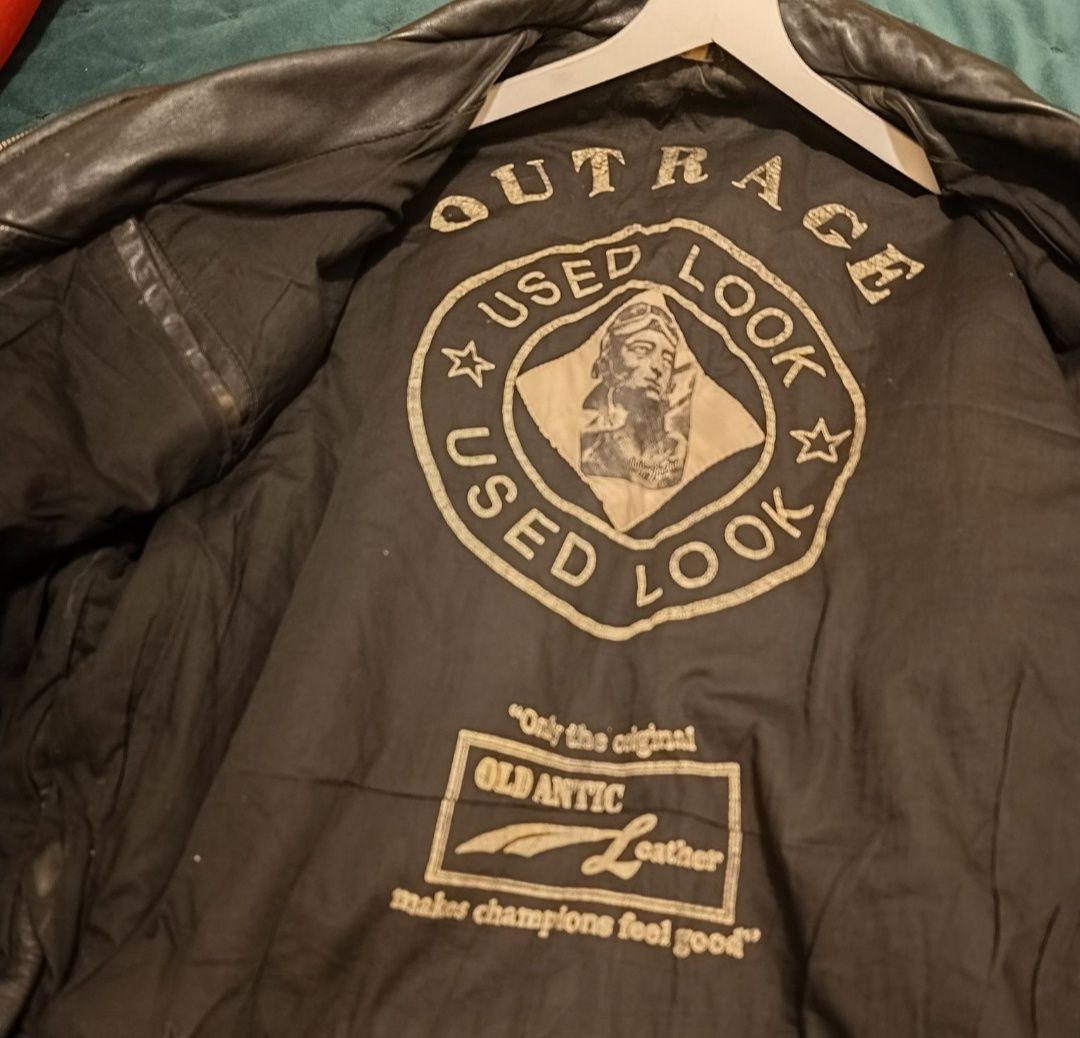 OUTRAGE
USED LOOK
USED LOOK
"Only the original
OLD ANTIC
Leather
makes champions feel good"